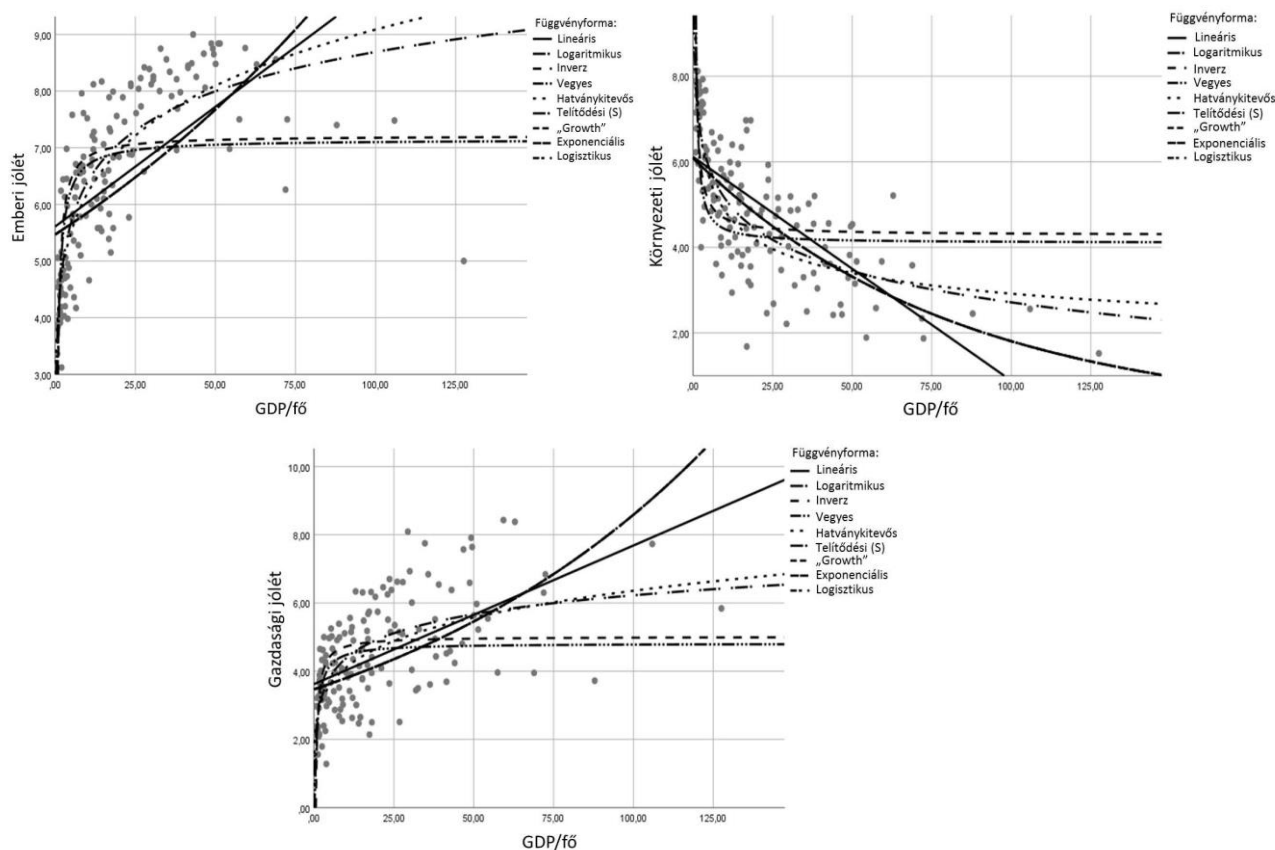 Függvényforma:
Lineáris
Logaritmikus
Inverz
Vegyes
Hatványkitevős
Telítődési (S)
„Growth”
Exponenciális
Logisztikus
9,00
8,00
7,00
6,00
5,00
4,00
3,00
Emberi jólét
,00 25,00 50,00 75,00 100,00 125,00
GDP/fő
Függvényforma:
Lineáris
Logaritmikus
Inverz
Vegyes
Hatványkitevős
Telítődési (S)
„Growth”
Exponenciális
Logisztikus
8,00
6,00
4,00
2,00
Környezeti jólét
,00 25,00 50,00 75,00 100,00 125,00
GDP/fő
Függvényforma:
Lineáris
Logaritmikus
Inverz
Vegyes
Hatványkitevős
Telítődési (S)
„Growth”
Exponenciális
Logisztikus
10,00
8,00
6,00
4,00
2,00
,00
Gazdasági jólét
,00 25,00 50,00 75,00 100,00 125,00
GDP/fő